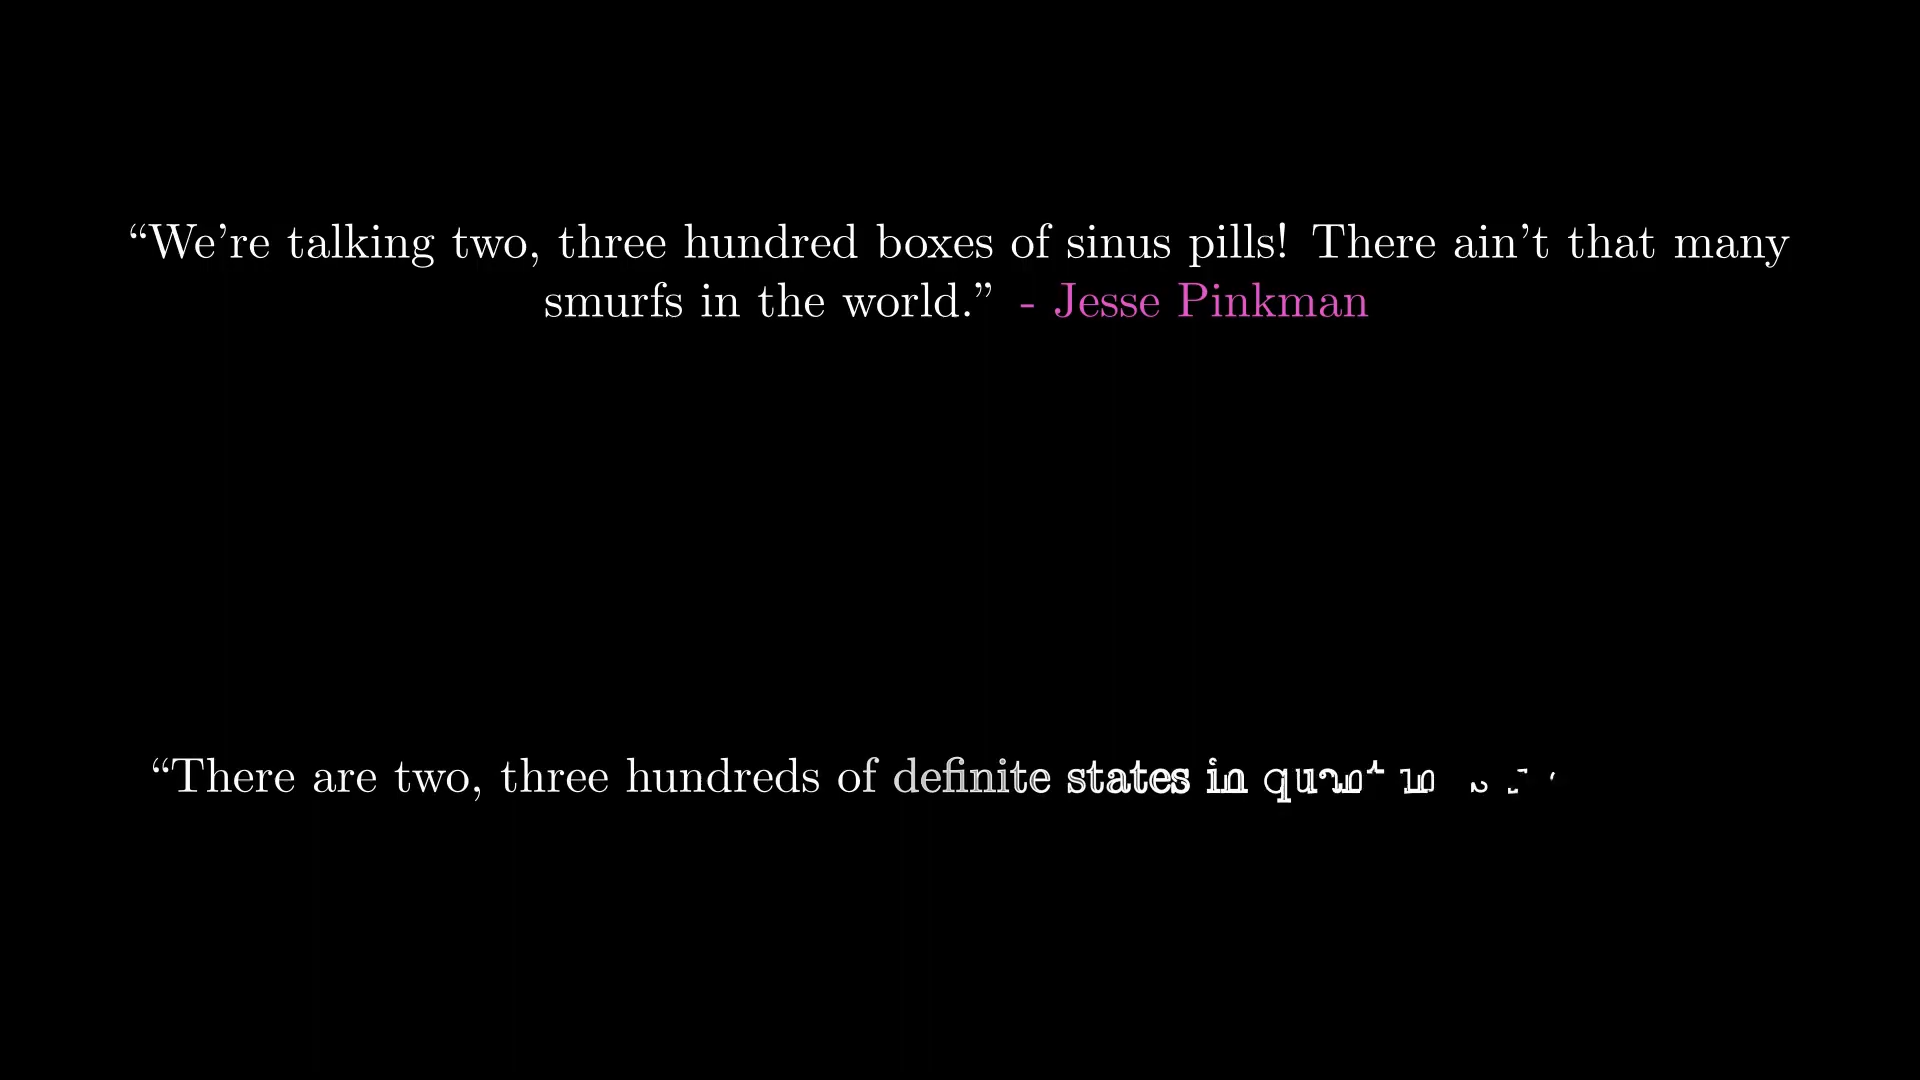 “We’re talking two, three hundred boxes of sinus pills! There ain’t that many
smurfs in the world.” - Jesse Pinkman
“There are two, three hundreds of definite states in